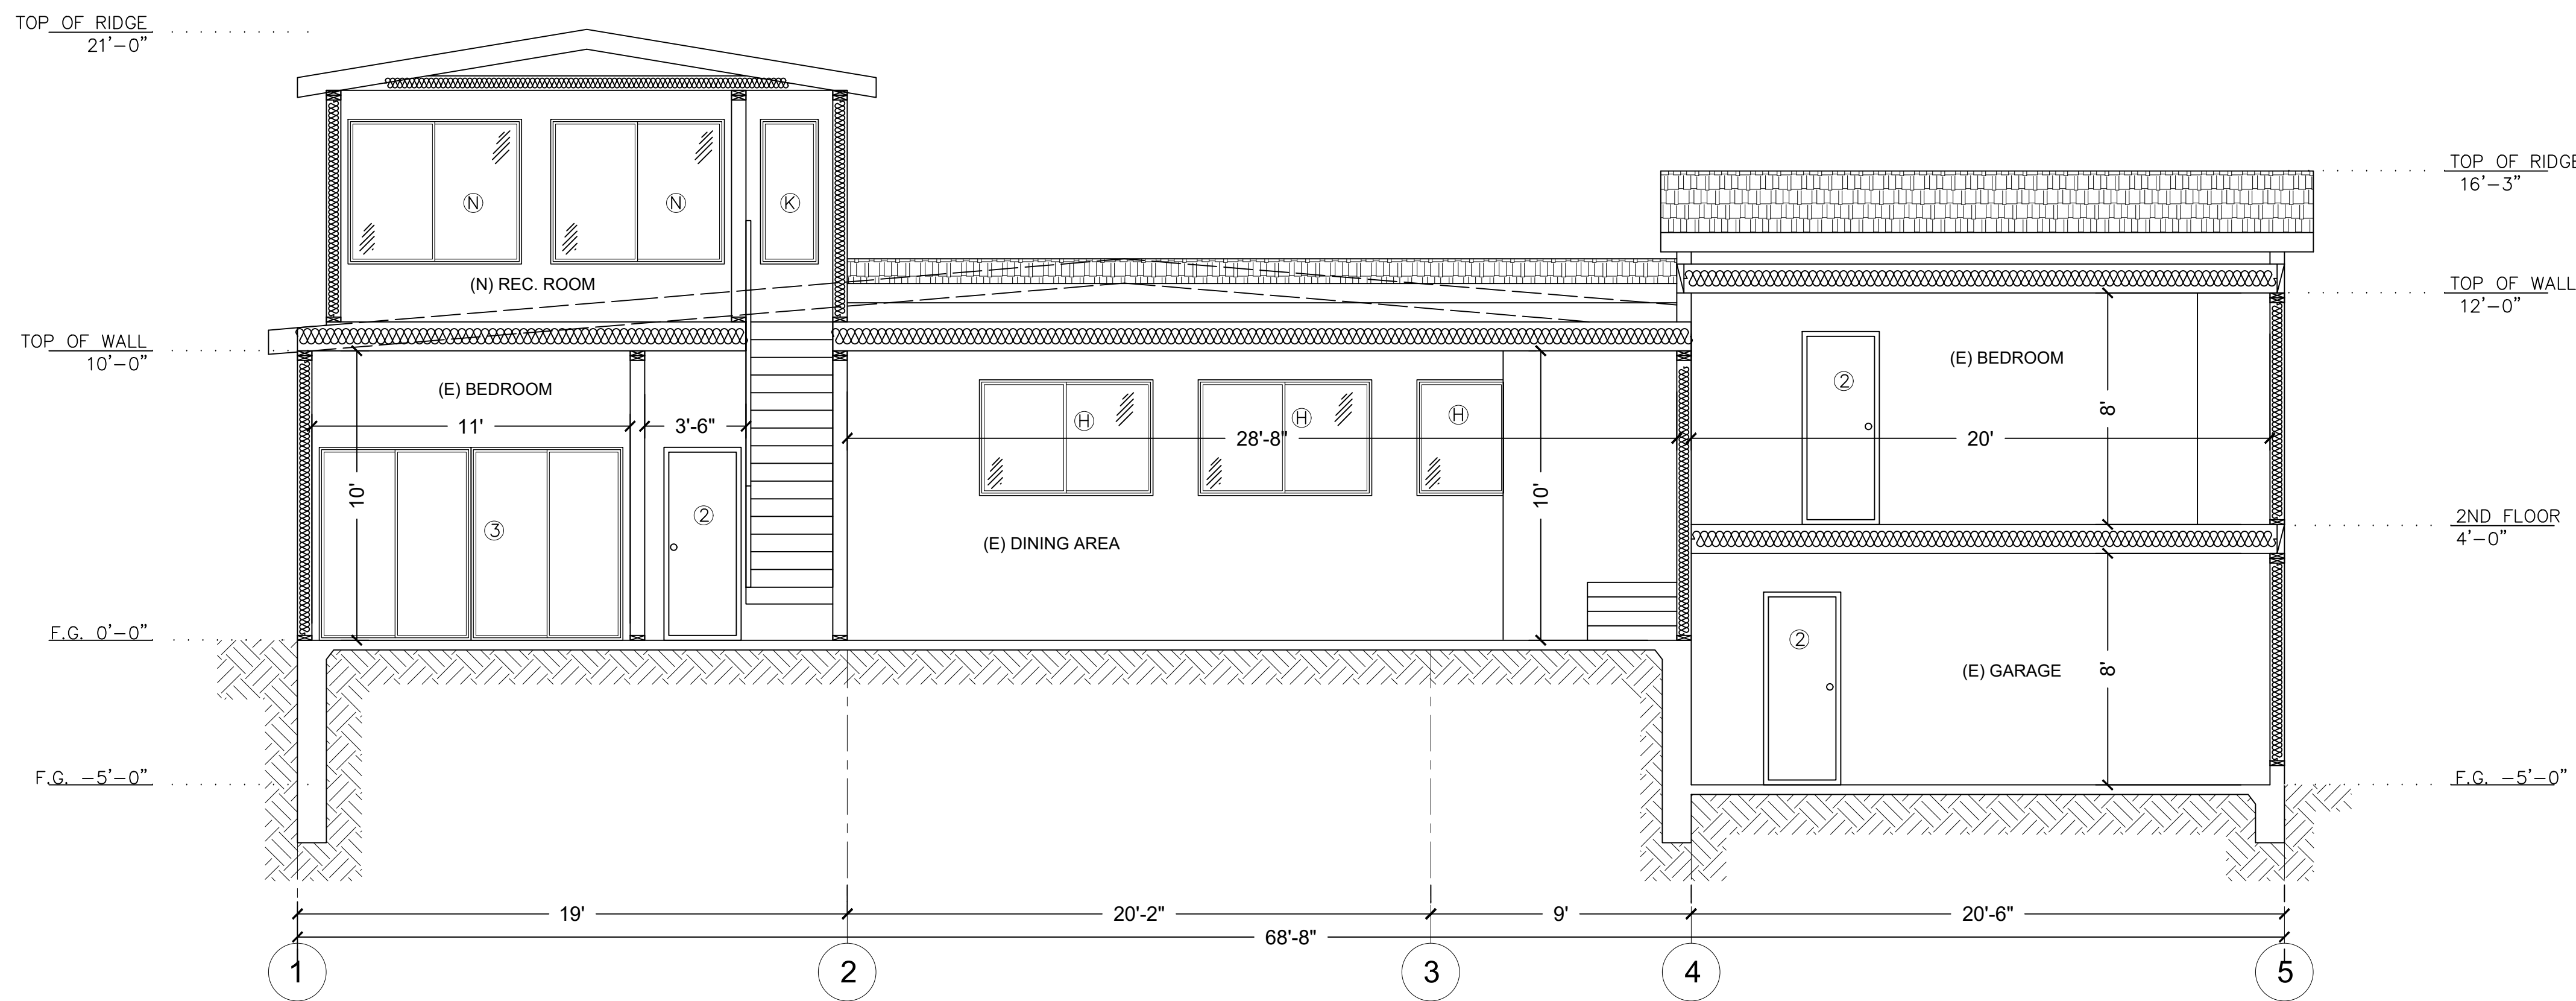 TOP OF RIDGE
21'-0"
TOP OF RIDGE
16'-3"
N
N
K
(N) REC. ROOM
TOP OF WALL
12'-0"
TOP OF WALL
10'-0"
(E) BEDROOM
(E) BEDROOM
2
8'
H
H
H
11'
3'-6"
28'-8"
20'
10'
10'
3
2
2ND FLOOR
4'-0"
(E) DINING AREA
F.G. 0'-0"
2
(E) GARAGE
8'
F.G. -5'-0"
F.G. -5'-0"
19'
20'-2"
9'
20'-6"
68'-8"
1
2
3
4
5